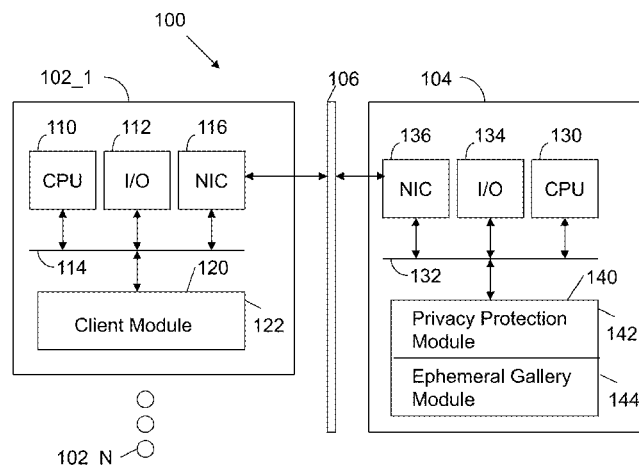 100
102_1
106
104
110
112
116
136
134
130
CPU
I/O
NIC
NIC
I/O
CPU
114
120
132
140
Client Module
122
Privacy Protection
Module
142
Ephemeral Gallery
Module
144
102_N